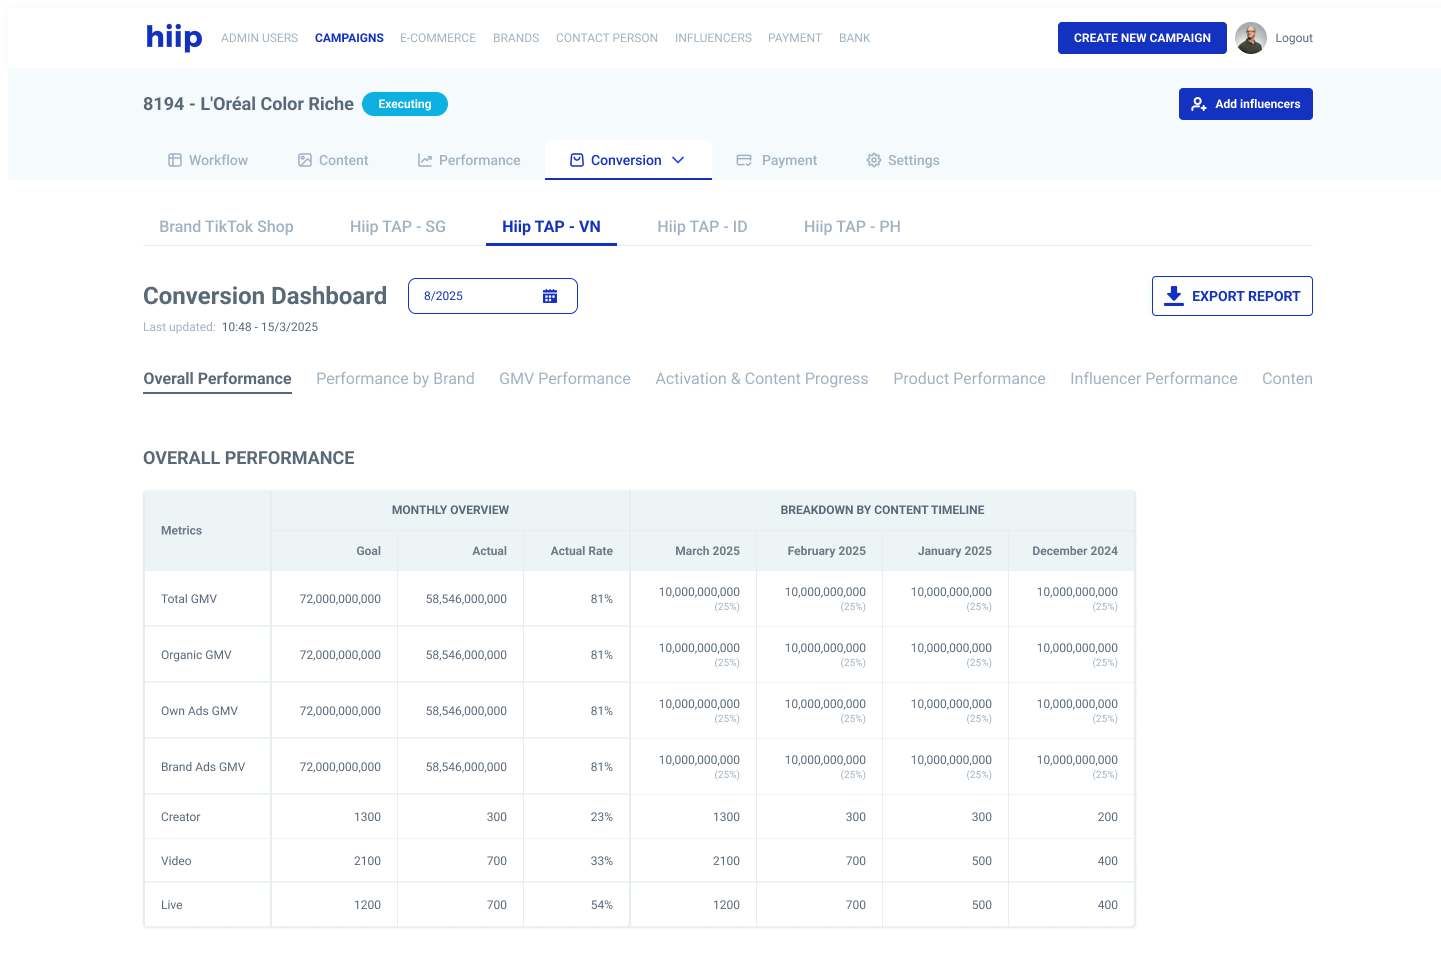 hiip ADMIN USERS CAMPAIGNS E-COMMERCE BRANDS CONTACT PERSON INFLUENCERS PAYMENT BANK CREATE NEW CAMPAIGN Logout
8194 - L'Oréal Color Riche Executing Add influencers
Workflow Content Performance Conversion Payment Settings
Brand TikTok Shop Hiip TAP - SG Hiip TAP - VN Hiip TAP - ID Hiip TAP - PH
Conversion Dashboard 8/2025 EXPORT REPORT
Last updated: 10:48 - 15/3/2025
Overall Performance Performance by Brand GMV Performance Activation & Content Progress Product Performance Influencer Performance Conten
OVERALL PERFORMANCE
Metrics MONTHLY OVERVIEW BREAKDOWN BY CONTENT TIMELINE
Goal Actual Actual Rate March 2025 February 2025 January 2025 December 2024
Total GMV 72,000,000,000 58,546,000,000 81% 10,000,000,000 10,000,000,000 10,000,000,000 10,000,000,000
(25%) (25%) (25%) (25%)
Organic GMV 72,000,000,000 58,546,000,000 81% 10,000,000,000 10,000,000,000 10,000,000,000 10,000,000,000
(25%) (25%) (25%) (25%)
Own Ads GMV 72,000,000,000 58,546,000,000 81% 10,000,000,000 10,000,000,000 10,000,000,000 10,000,000,000
(25%) (25%) (25%) (25%)
Brand Ads GMV 72,000,000,000 58,546,000,000 81% 10,000,000,000 10,000,000,000 10,000,000,000 10,000,000,000
(25%) (25%) (25%) (25%)
Creator 1300 300 23% 1300 300 300 200
Video 2100 700 33% 2100 700 500 400
Live 1200 700 54% 1200 700 500 400